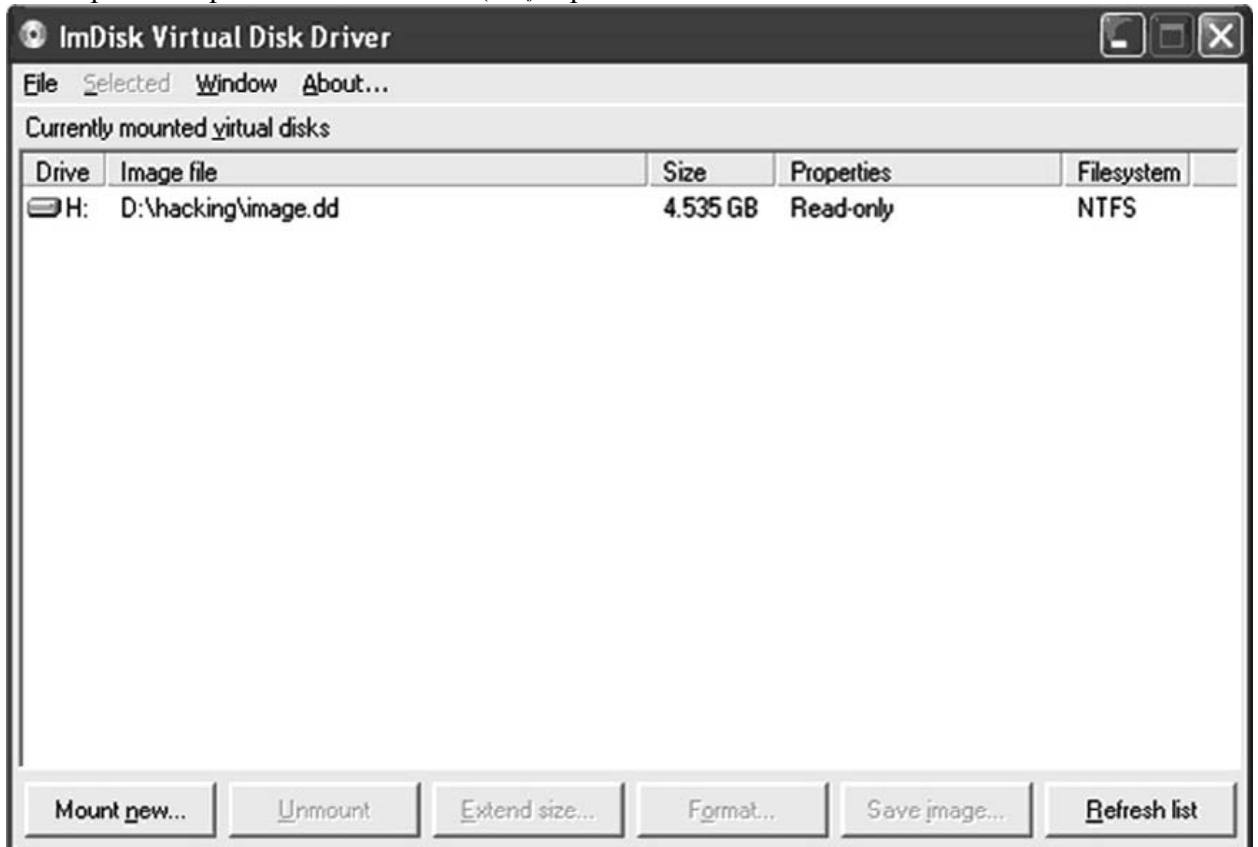 ImDisk Virtual Disk Driver
File Selected Window About...
Currently mounted virtual disks
Drive Image file Size Properties Filesystem
H: D:\hacking\image.dd 4.535 GB Read-only NTFS
Mount new... Unmount Extend size... Format... Save image... Refresh list